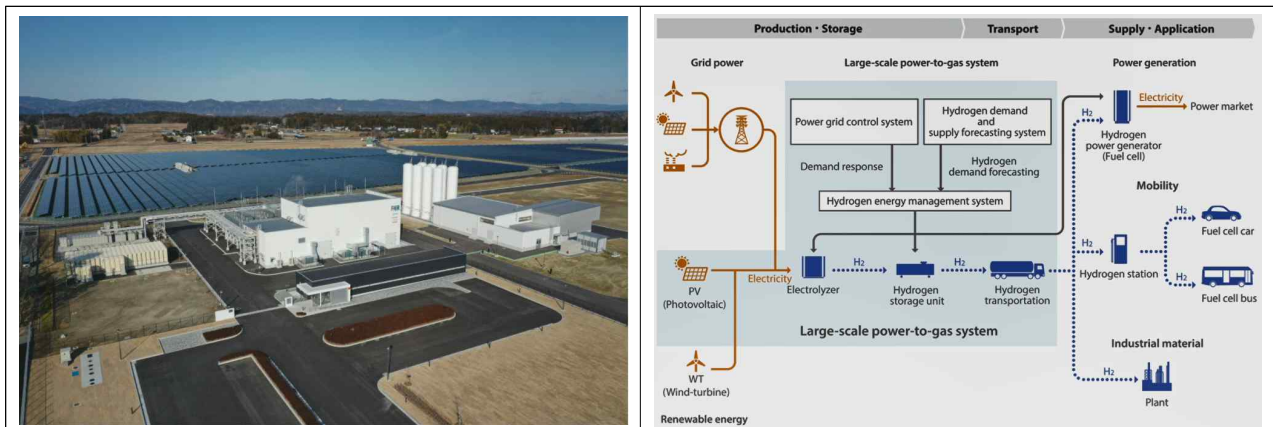 Production・Storage
Transport
Supply・Application
Grid power
Large-scale power-to-gas system
Power generation
Power grid control system
Hydrogen demand
and
supply forecasting system
H₂
Electricity
Power market
Hydrogen
power generator
(Fuel cell)
Demand response
Hydrogen
demand forecasting
Mobility
Hydrogen energy management system
H₂
Fuel cell car
PV
(Photovoltaic)
Electricity
Electrolyzer
H₂
Hydrogen
storage unit
H₂
Hydrogen
transportation
H₂
Hydrogen station
H₂
Fuel cell bus
Large-scale power-to-gas system
Industrial material
WT
(Wind-turbine)
H₂
Plant
Renewable energy